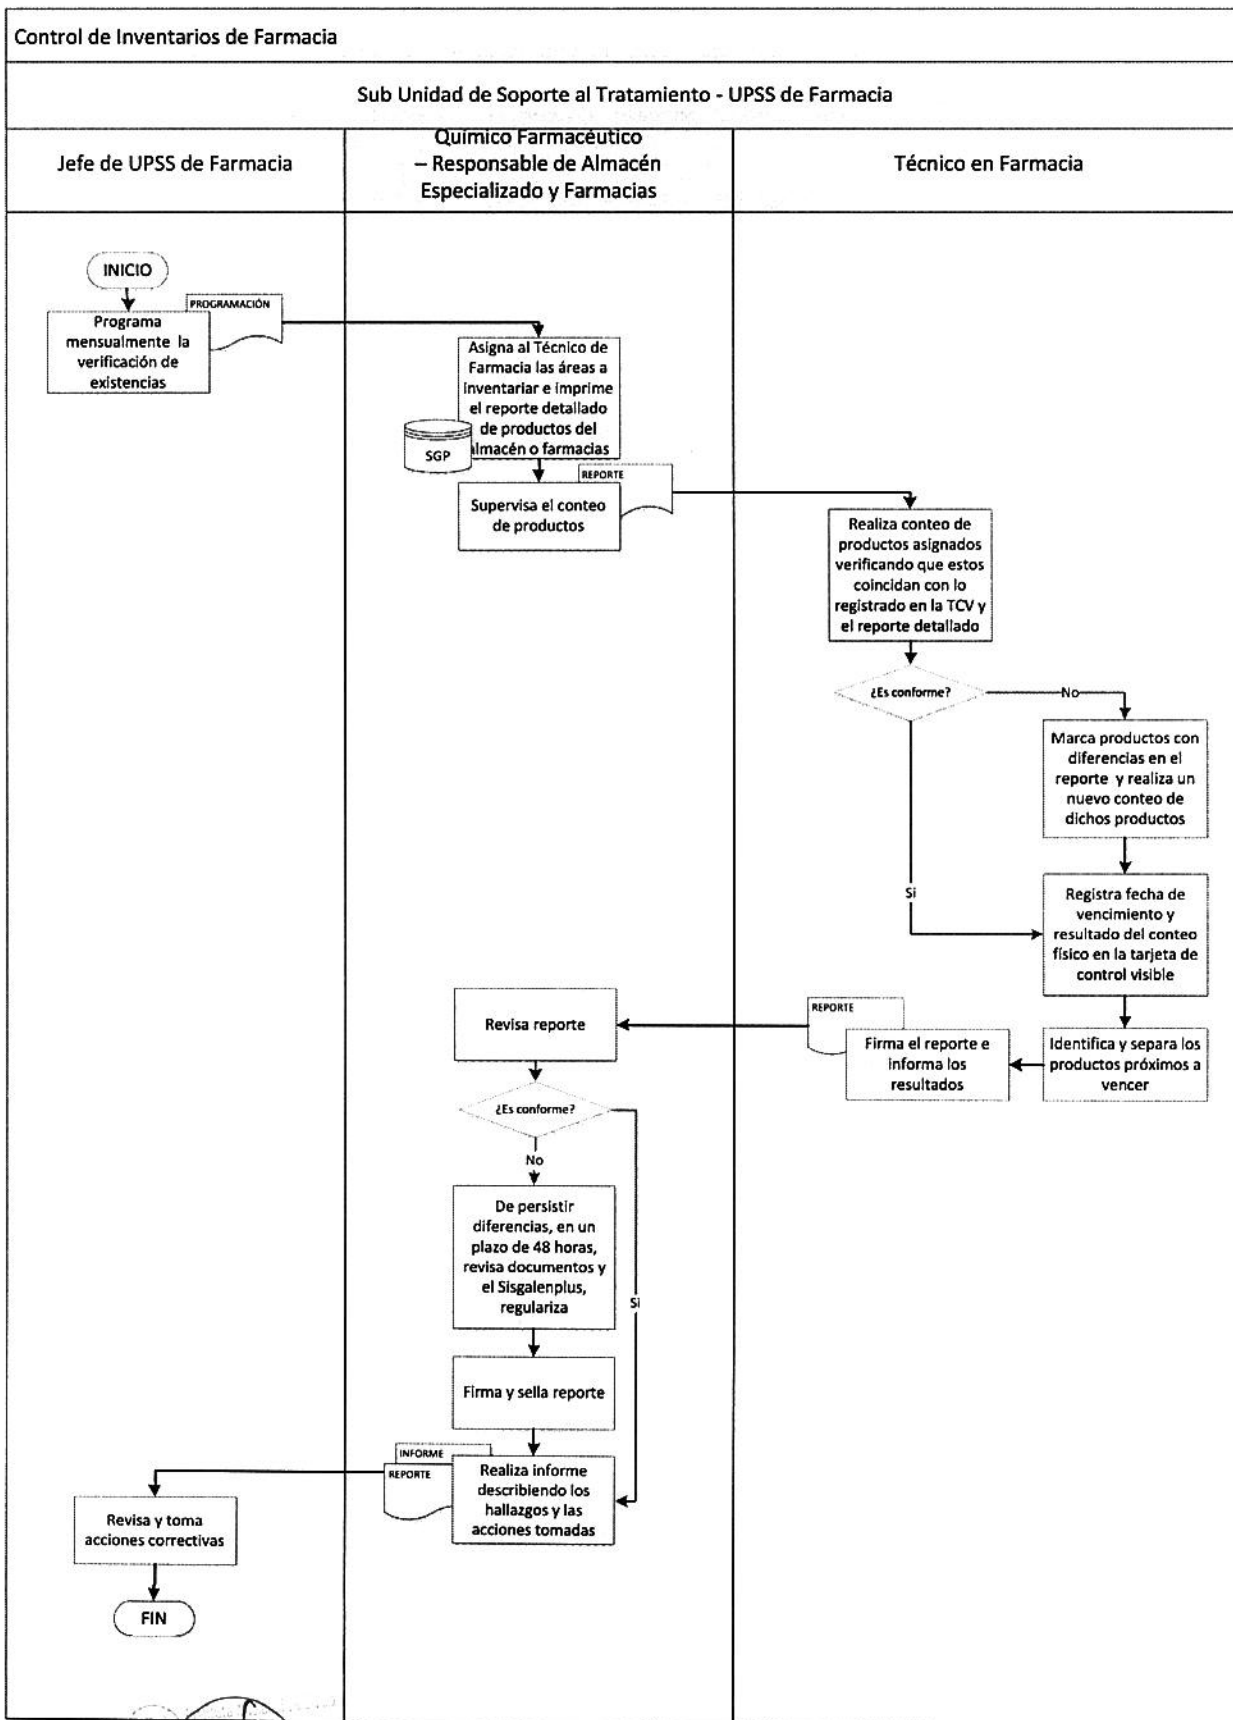 Control de Inventarios de Farmacia
Sub Unidad de Soporte al Tratamiento - UPSS de Farmacia
Jefe de UPSS de Farmacia
Químico Farmacéutico
– Responsable de Almacén
Especializado y Farmacias
Técnico en Farmacia
INICIO
PROGRAMACIÓN
Programa
mensualmente la
verificación de
existencias
Asigna al Técnico de
Farmacia las áreas a
inventariar e imprime
el reporte detallado
de productos del
almacén o farmacias
SGP
REPORTE
Supervisa el conteo
de productos
Realiza conteo de
productos asignados
verificando que estos
coincidan con lo
registrado en la TCV y
el reporte detallado
¿Es conforme?
No
Marca productos con
diferencias en el
reporte y realiza un
nuevo conteo de
dichos productos
Si
Registra fecha de
vencimiento y
resultado del conteo
físico en la tarjeta de
control visible
Identifica y separa los
productos próximos a
vencer
REPORTE
Firma el reporte e
informa los
resultados
Revisa reporte
¿Es conforme?
No
De persistir
diferencias, en un
plazo de 48 horas,
revisa documentos y
el Sisgalenplus,
regulariza
Si
Firma y sella reporte
INFORME
REPORTE
Realiza informe
describiendo los
hallazgos y las
acciones tomadas
Revisa y toma
acciones correctivas
FIN